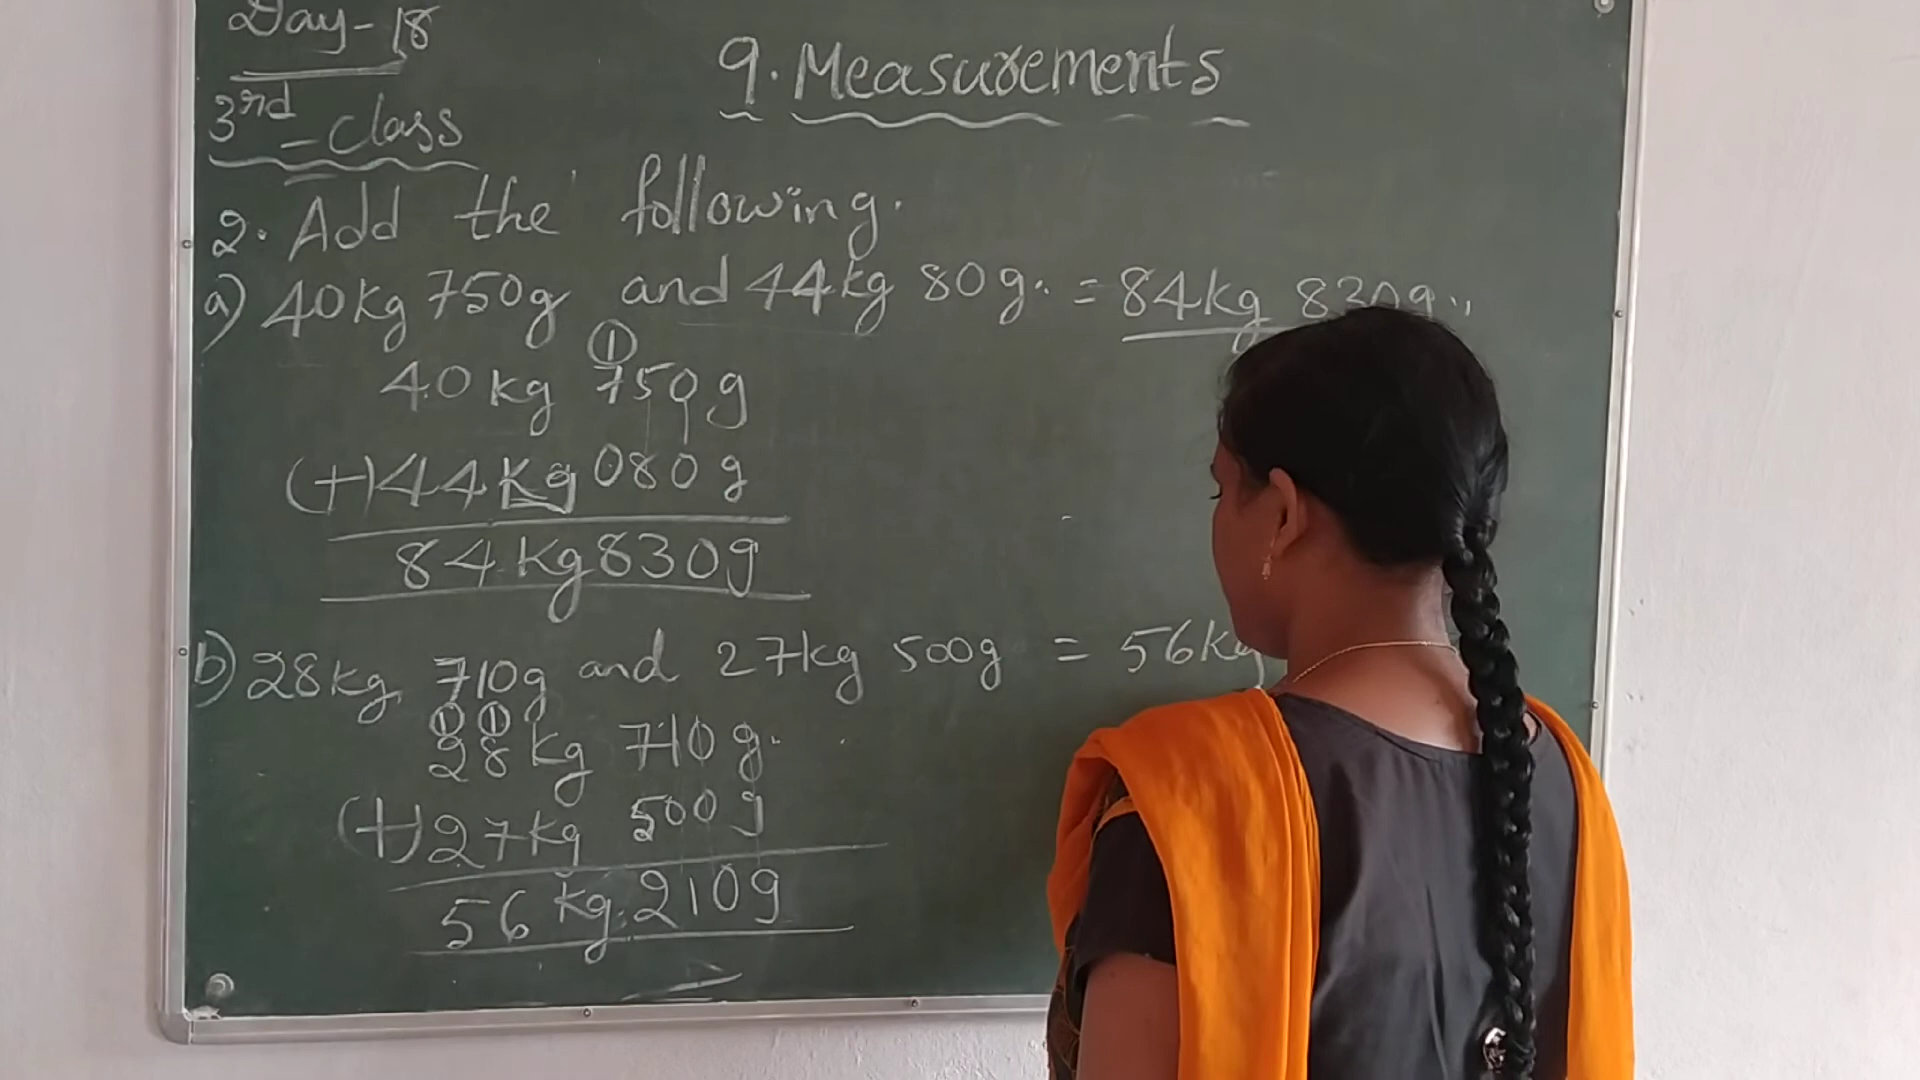 Day-18
9. Measurements
3rd - class
2. Add the following.
a) 40kg 750g and 44kg 80g. = 84kg 830g.
①
40kg 750g
(+) 44kg 080g
84kg 830g
b) 28kg 710g and 27kg 500g = 56kg
① ①
28kg 710g.
(+) 27kg 500g
56kg 210g